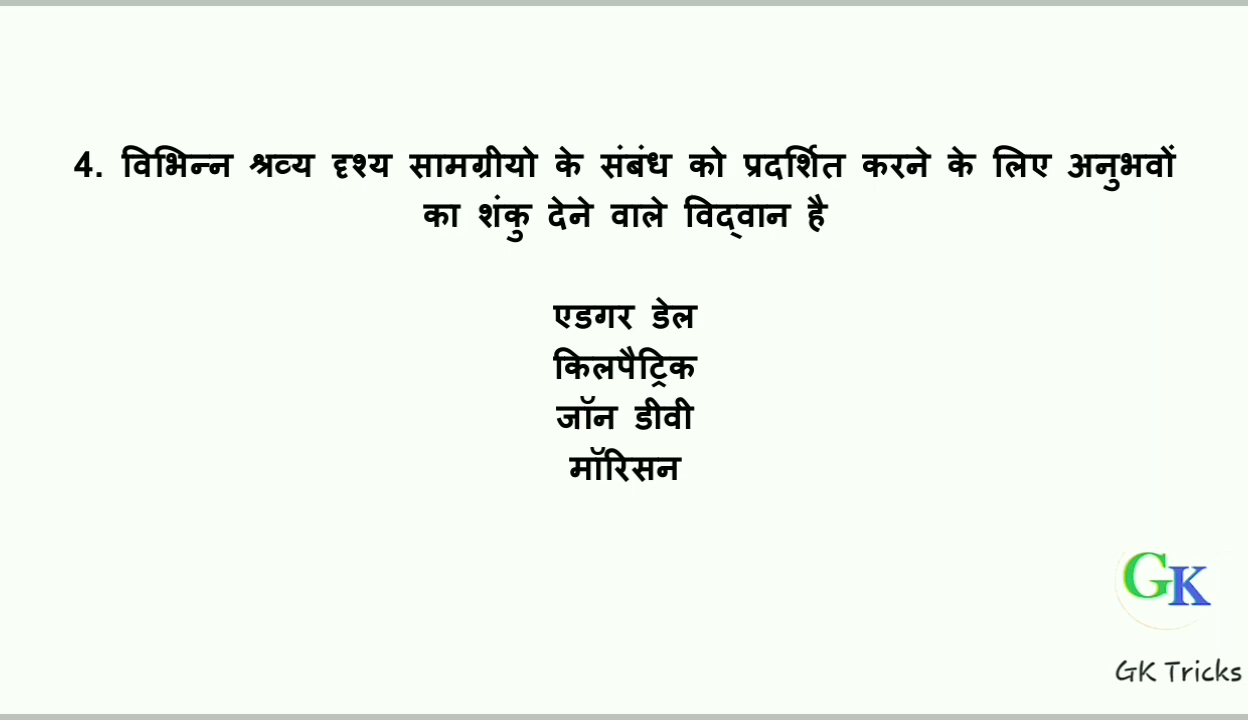 4. विभिन्न श्रव्य दृश्य सामग्रीयो के संबंध को प्रदर्शित करने के लिए अनुभवों
का शंकु देने वाले विद्वान है
एडगर डेल
किलपैट्रिक
जॉन डीवी
मॉरिसन
GK
GK Tricks